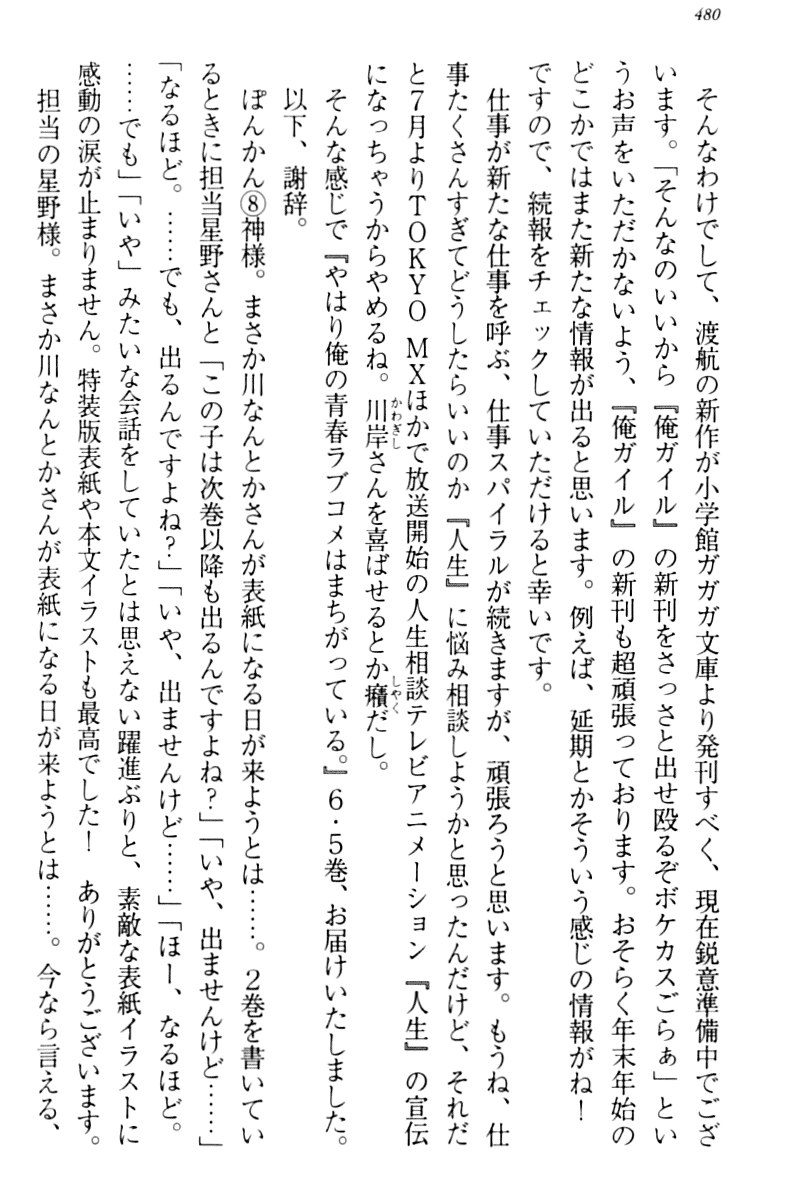 480
そんなわけでして、渡航の新作が小学館ガガガ文庫より発刊すべく、現在鋭意準備中でござ
います。「そんなのいいから『俺ガイル』の新刊をさっさと出せ殴るぞボケカスごらぁ」とい
うお声をいただかないよう、『俺ガイル』の新刊も超頑張っております。おそらく年末年始の
どこかではまた新たな情報が出ると思います。例えば、延期とかそういう感じの情報がね！
ですので、続報をチェックしていただけると幸いです。
仕事が新たな仕事を呼ぶ、仕事スパイラルが続きますが、頑張ろうと思います。もうね、仕
事たくさんすぎてどうしたらいいのか『人生』に悩み相談しようかと思ったんだけど、それだ
と7月よりTOKYO MXほかで放送開始の人生相談テレビアニメーション『人生』の宣伝
になっちゃうからやめるね。川岸さんを喜ばせるとか癪だし。
そんな感じで『やはり俺の青春ラブコメはまちがっている。』6・5巻、お届けいたしました。
以下、謝辞。
ぽんかん⑧神様。まさか川なんとかさんが表紙になる日が来ようとは……。2巻を書いてい
るときに担当星野さんと「この子は次巻以降も出るんですよね？」「いや、出ませんけど……」
「なるほど。……でも、出るんですよね？」「いや、出ませんけど……」「ほー、なるほど。
……でも」「いや」みたいな会話をしていたとは思えない躍進ぶりと、素敵な表紙イラストに
感動の涙が止まりません。特装版表紙や本文イラストも最高でした！　ありがとうございます。
担当の星野様。まさか川なんとかさんが表紙になる日が来ようとは……。今なら言える、